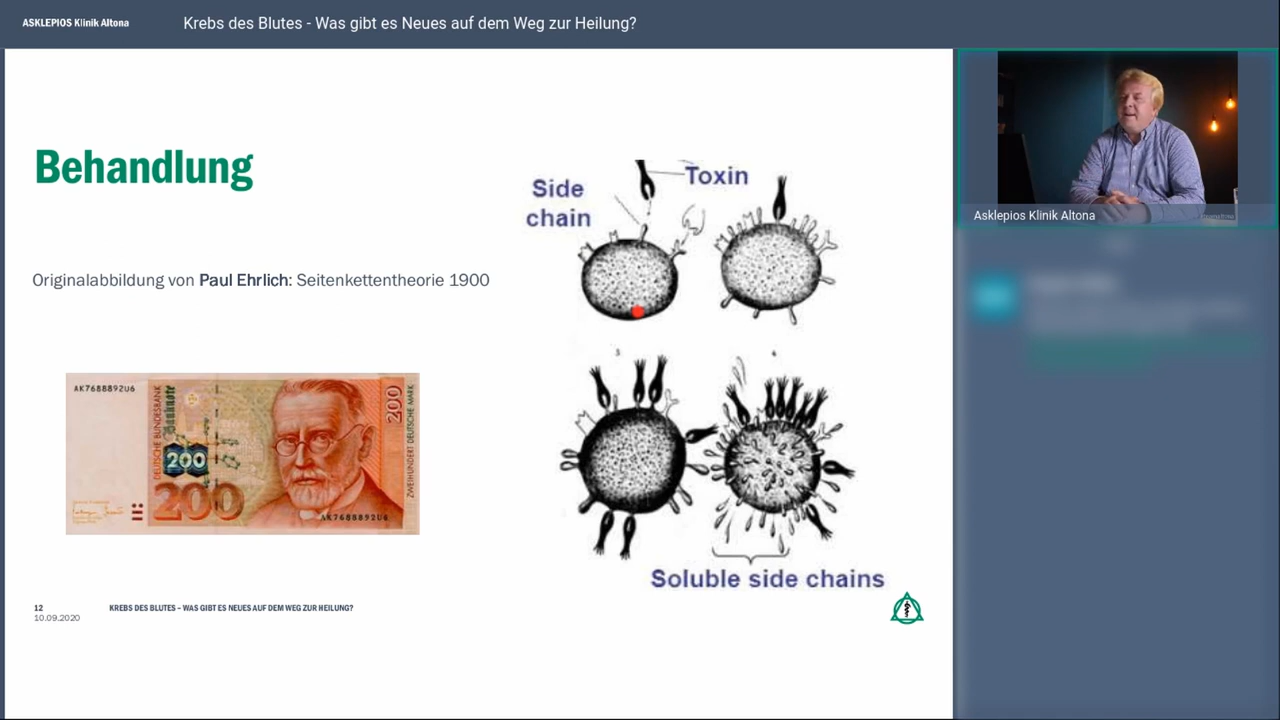 ASKLEPIOS Klinik Altona
Krebs des Blutes - Was gibt es Neues auf dem Weg zur Heilung?
Behandlung
Originalabbildung von Paul Ehrlich: Seitenkettentheorie 1900
Side
chain
Toxin
3
4
Soluble side chains
AK7688892U6
DEUTSCHE BUNDESBANK
Banknote
200
200
200
ZWEIHUNDERT DEUTSCHE MARK
AK7688892U6
12
10.09.2020
KREBS DES BLUTES – WAS GIBT ES NEUES AUF DEM WEG ZUR HEILUNG?
Asklepios Klinik Altona